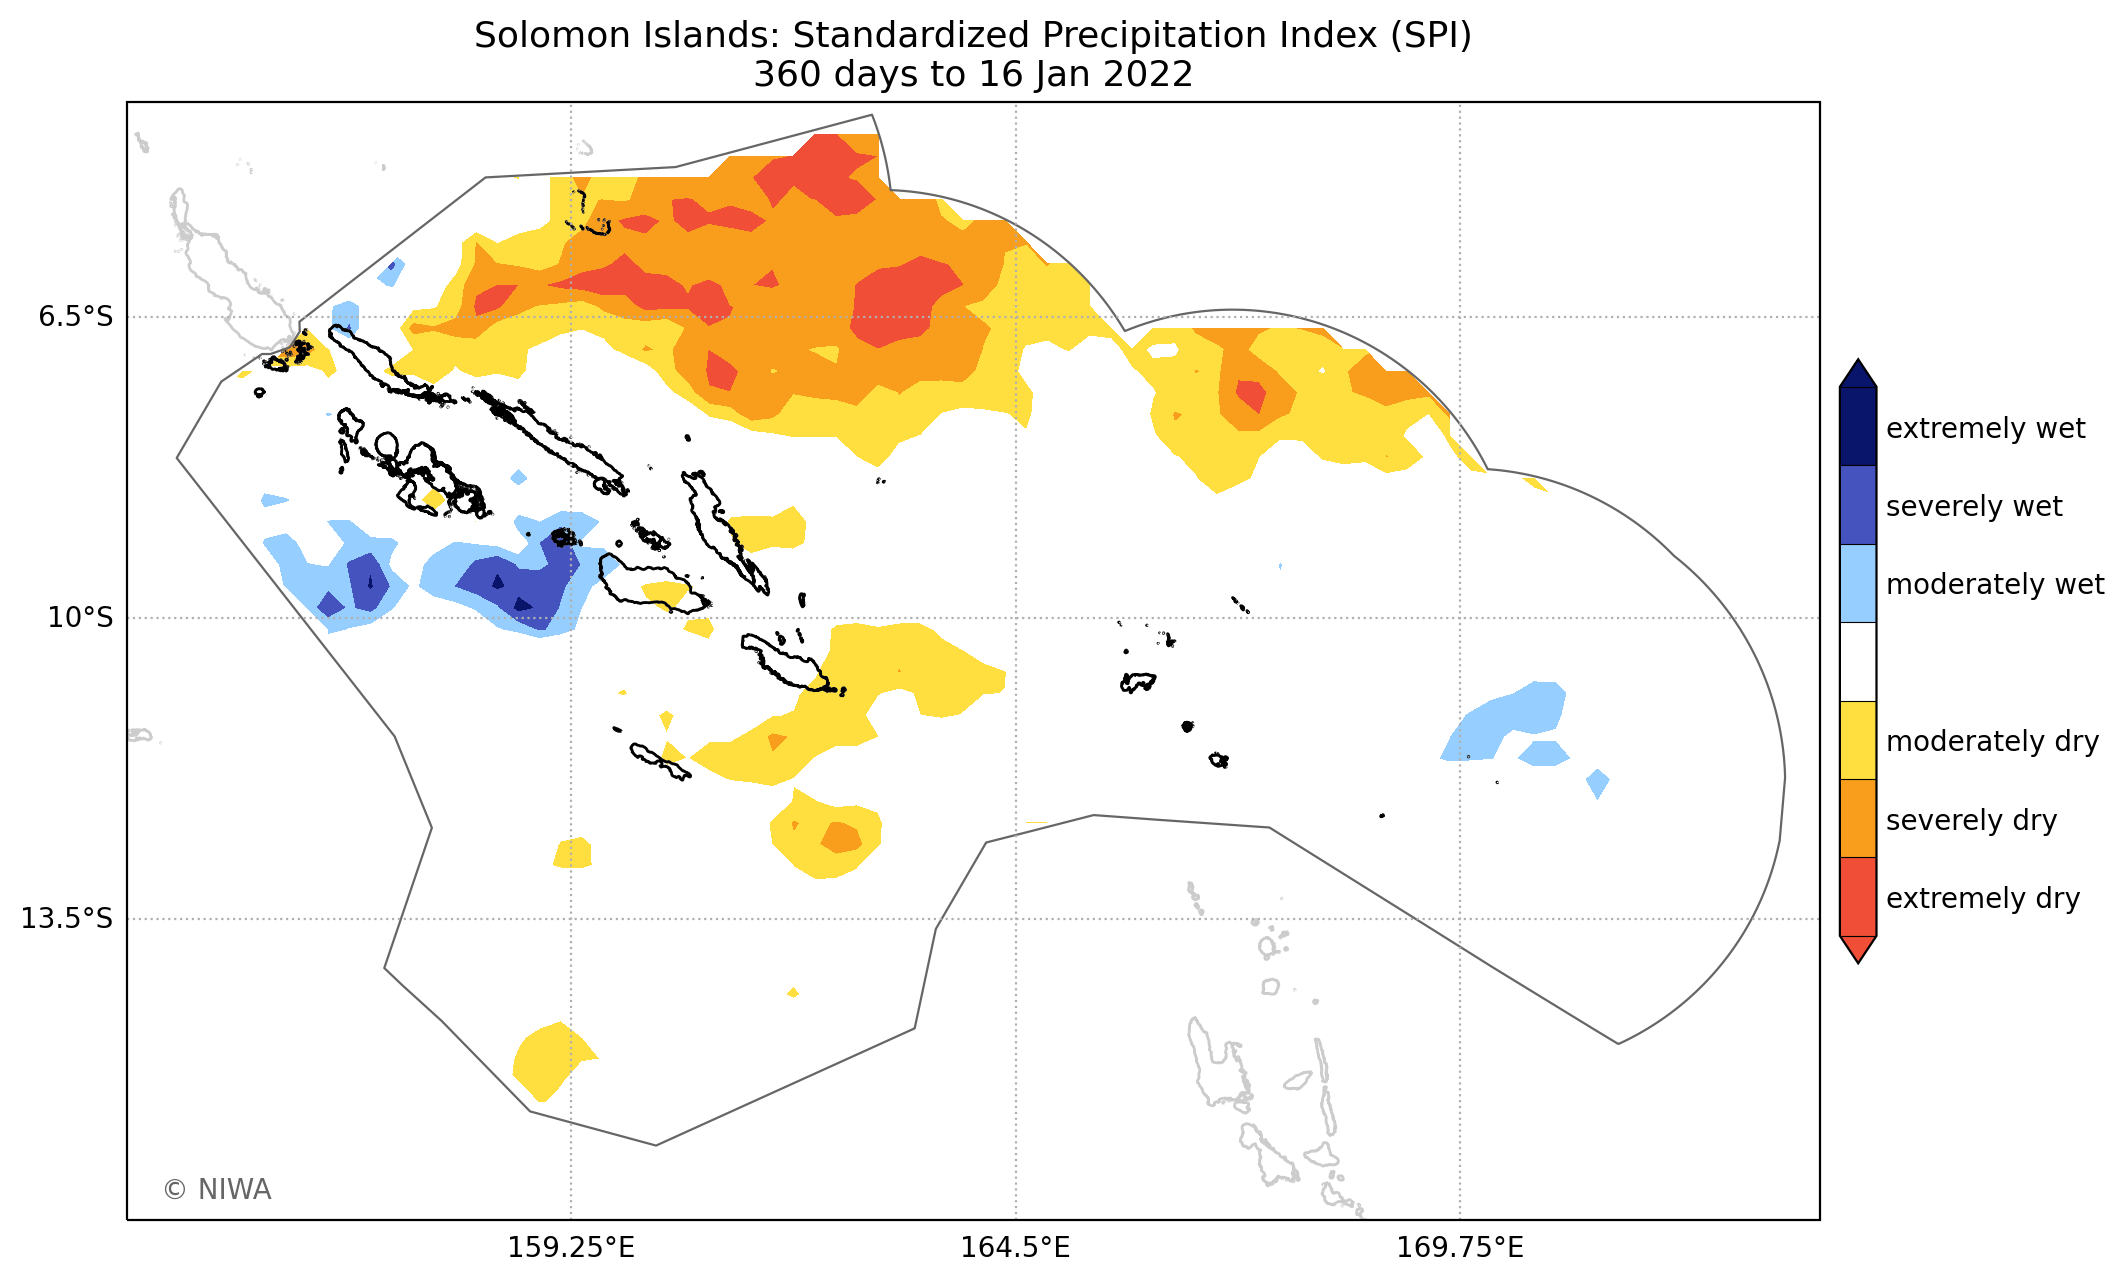 Solomon Islands: Standardized Precipitation Index (SPI)
360 days to 16 Jan 2022
6.5°S
10°S
13.5°S
159.25°E
164.5°E
169.75°E
extremely wet
severely wet
moderately wet
moderately dry
severely dry
extremely dry
© NIWA